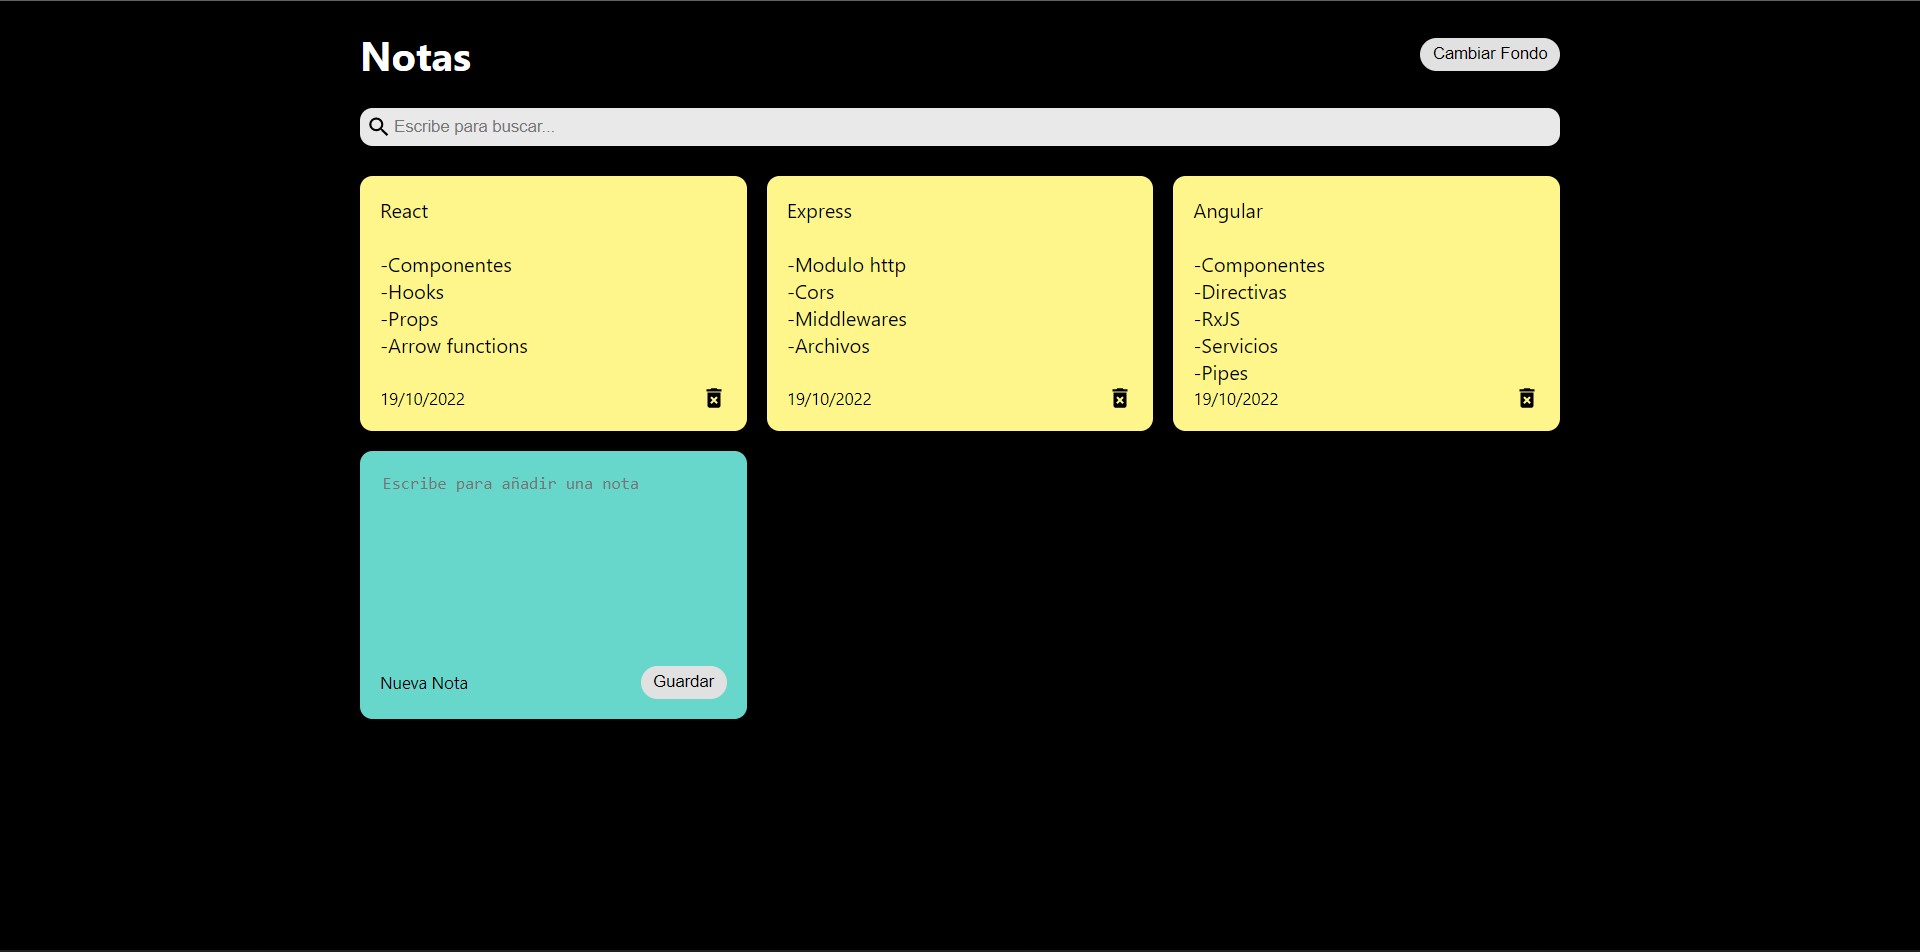 Notas
Cambiar Fondo
Escribe para buscar...
React
-Componentes
-Hooks
-Props
-Arrow functions
19/10/2022
Express
-Modulo http
-Cors
-Middlewares
-Archivos
19/10/2022
Angular
-Componentes
-Directivas
-RxJS
-Servicios
-Pipes
19/10/2022
Escribe para añadir una nota
Nueva Nota
Guardar